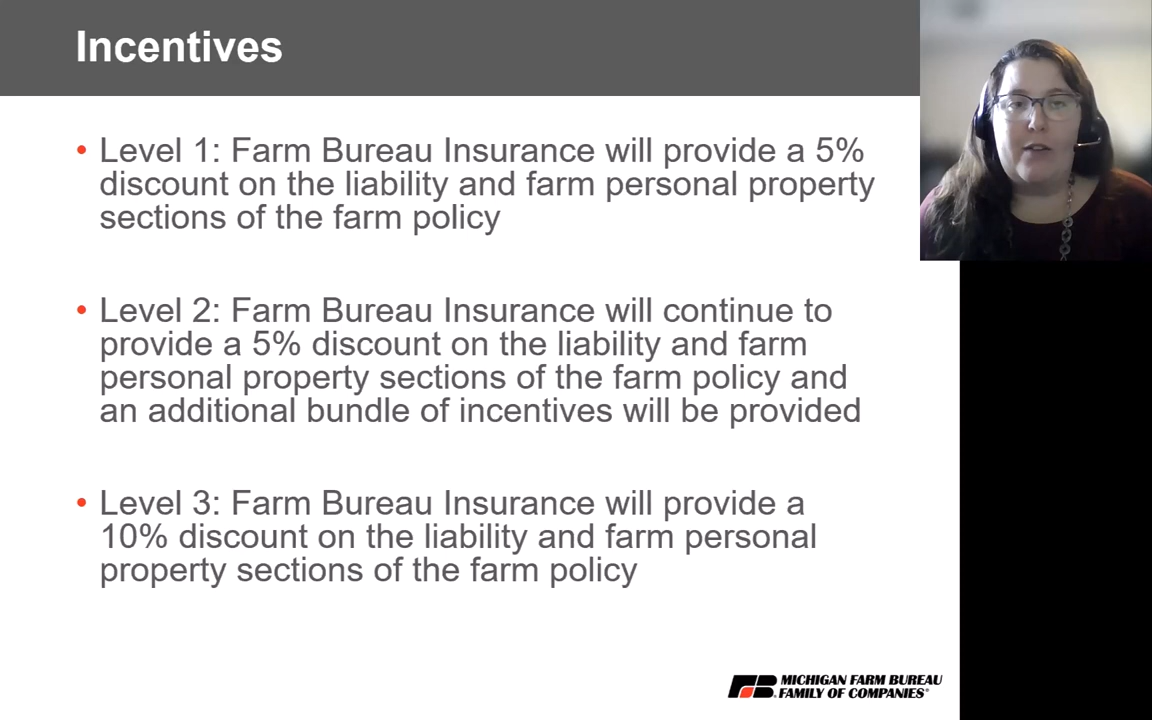 Incentives
• Level 1: Farm Bureau Insurance will provide a 5%
discount on the liability and farm personal property
sections of the farm policy
• Level 2: Farm Bureau Insurance will continue to
provide a 5% discount on the liability and farm
personal property sections of the farm policy and
an additional bundle of incentives will be provided
• Level 3: Farm Bureau Insurance will provide a
10% discount on the liability and farm personal
property sections of the farm policy
FB MICHIGAN FARM BUREAU
FAMILY OF COMPANIES®